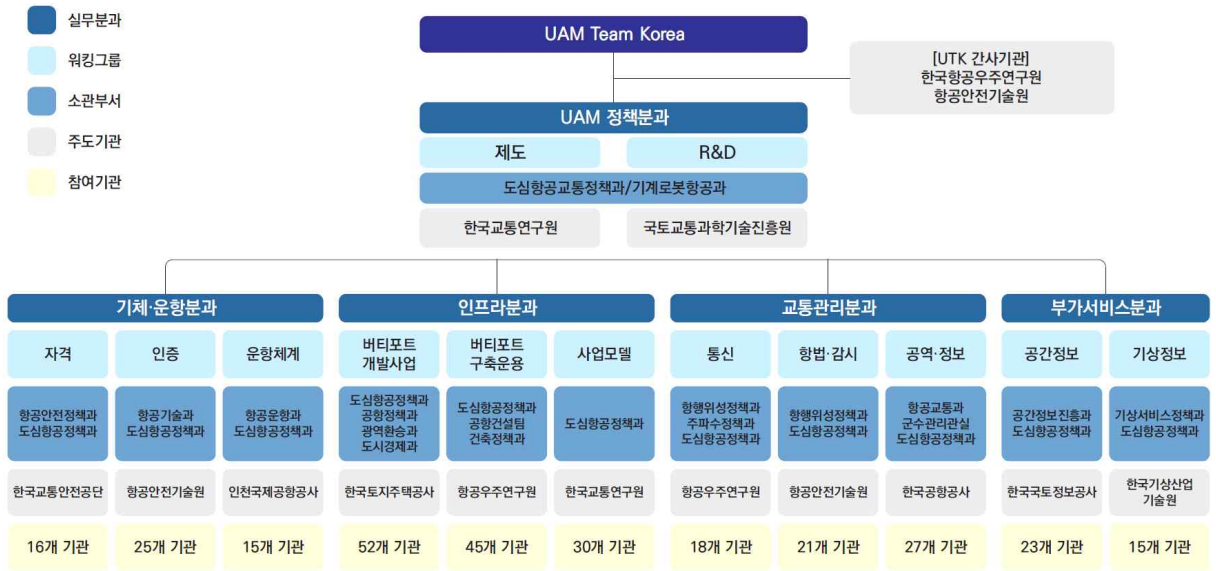 실무분과
워킹그룹
소관부서
주도기관
참여기관
UAM Team Korea
[UTK 간사기관]
한국항공우주연구원
항공안전기술원
UAM 정책분과
제도
R&D
도심항공교통정책과/기계로봇항공과
한국교통연구원
국토교통과학기술진흥원
기체·운항분과
자격
인증
운항체계
항공안전정책과
도심항공정책과
항공기술과
도심항공정책과
항공운항과
도심항공정책과
한국교통안전공단
항공안전기술원
인천국제공항공사
16개 기관
25개 기관
15개 기관
인프라분과
버티포트
개발사업
버티포트
구축운용
사업모델
도심항공정책과
공항정책과
광역환승과
도시경제과
도심항공정책과
공항건설팀
건축정책과
도심항공정책과
한국토지주택공사
항공우주연구원
한국교통연구원
52개 기관
45개 기관
30개 기관
교통관리분과
통신
항법·감시
공역·정보
항행위성정책과
주파수정책과
도심항공정책과
항행위성정책과
도심항공정책과
항공교통과
군수관리관실
도심항공정책과
항공우주연구원
항공안전기술원
한국공항공사
18개 기관
21개 기관
27개 기관
부가서비스분과
공간정보
기상정보
공간정보진흥과
도심항공정책과
기상서비스정책과
도심항공정책과
한국국토정보공사
한국기상산업
기술원
23개 기관
15개 기관